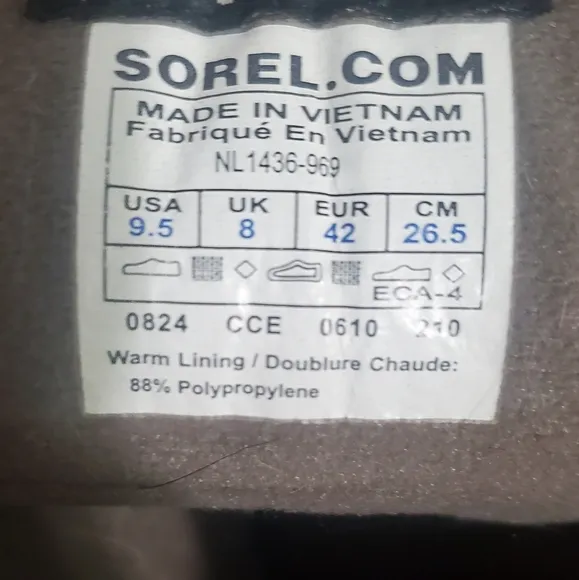 SOREL.COM
MADE IN VIETNAM
Fabriqué En Vietnam
NL1436-969
USA UK EUR CM
9.5 8 42 26.5
ECA-4
0824 CCE 0610 210
Warm Lining / Doublure Chaude:
88% Polypropylene